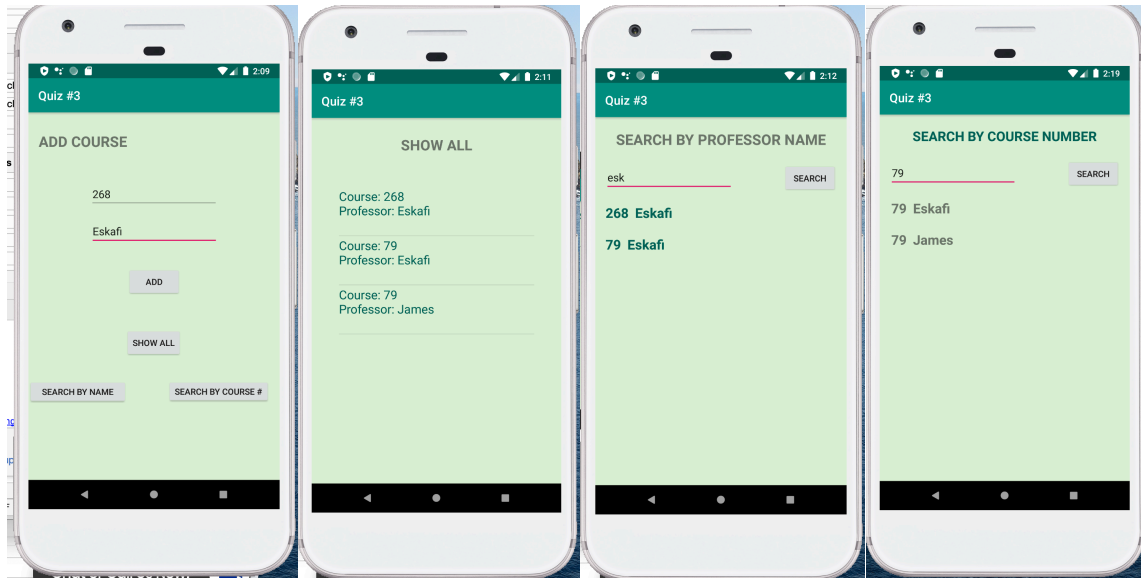 2:09
Quiz #3
ADD COURSE
268
Eskafi
ADD
SHOW ALL
SEARCH BY NAME
SEARCH BY COURSE #
2:11
Quiz #3
SHOW ALL
Course: 268
Professor: Eskafi
Course: 79
Professor: Eskafi
Course: 79
Professor: James
2:12
Quiz #3
SEARCH BY PROFESSOR NAME
esk
SEARCH
268 Eskafi
79 Eskafi
2:19
Quiz #3
SEARCH BY COURSE NUMBER
79
SEARCH
79 Eskafi
79 James